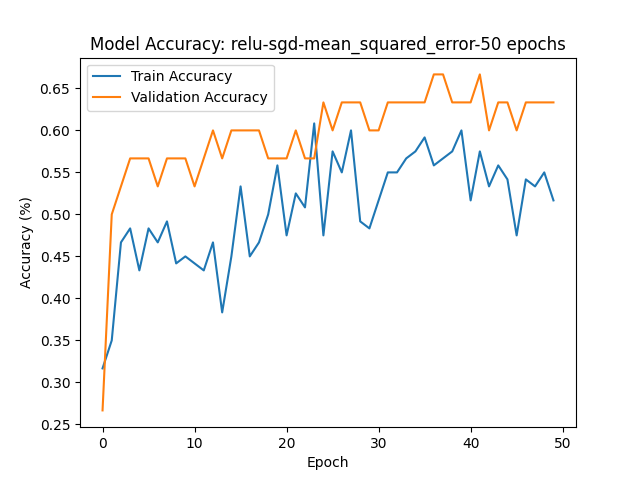 Model Accuracy: relu-sgd-mean_squared_error-50 epochs
Train Accuracy
Validation Accuracy
Accuracy (%)
0.65
0.60
0.55
0.50
0.45
0.40
0.35
0.30
0.25
0 10 20 30 40 50
Epoch